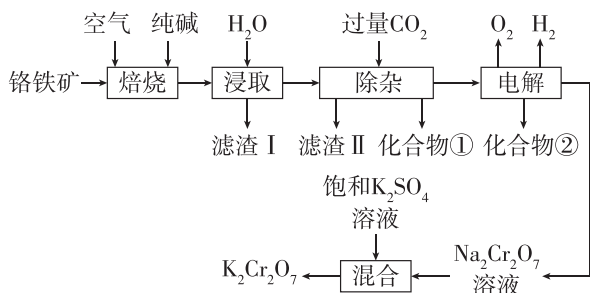 空气 纯碱 H₂O 过量CO₂ O₂ H₂
铬铁矿 焙烧 浸取 除杂 电解
滤渣Ⅰ 滤渣Ⅱ 化合物① 化合物②
饱和K₂SO₄
溶液
K₂Cr₂O₇ 混合 Na₂Cr₂O₇
溶液